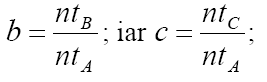 b = nt_B / nt_A ; iar c = nt_C / nt_A ;